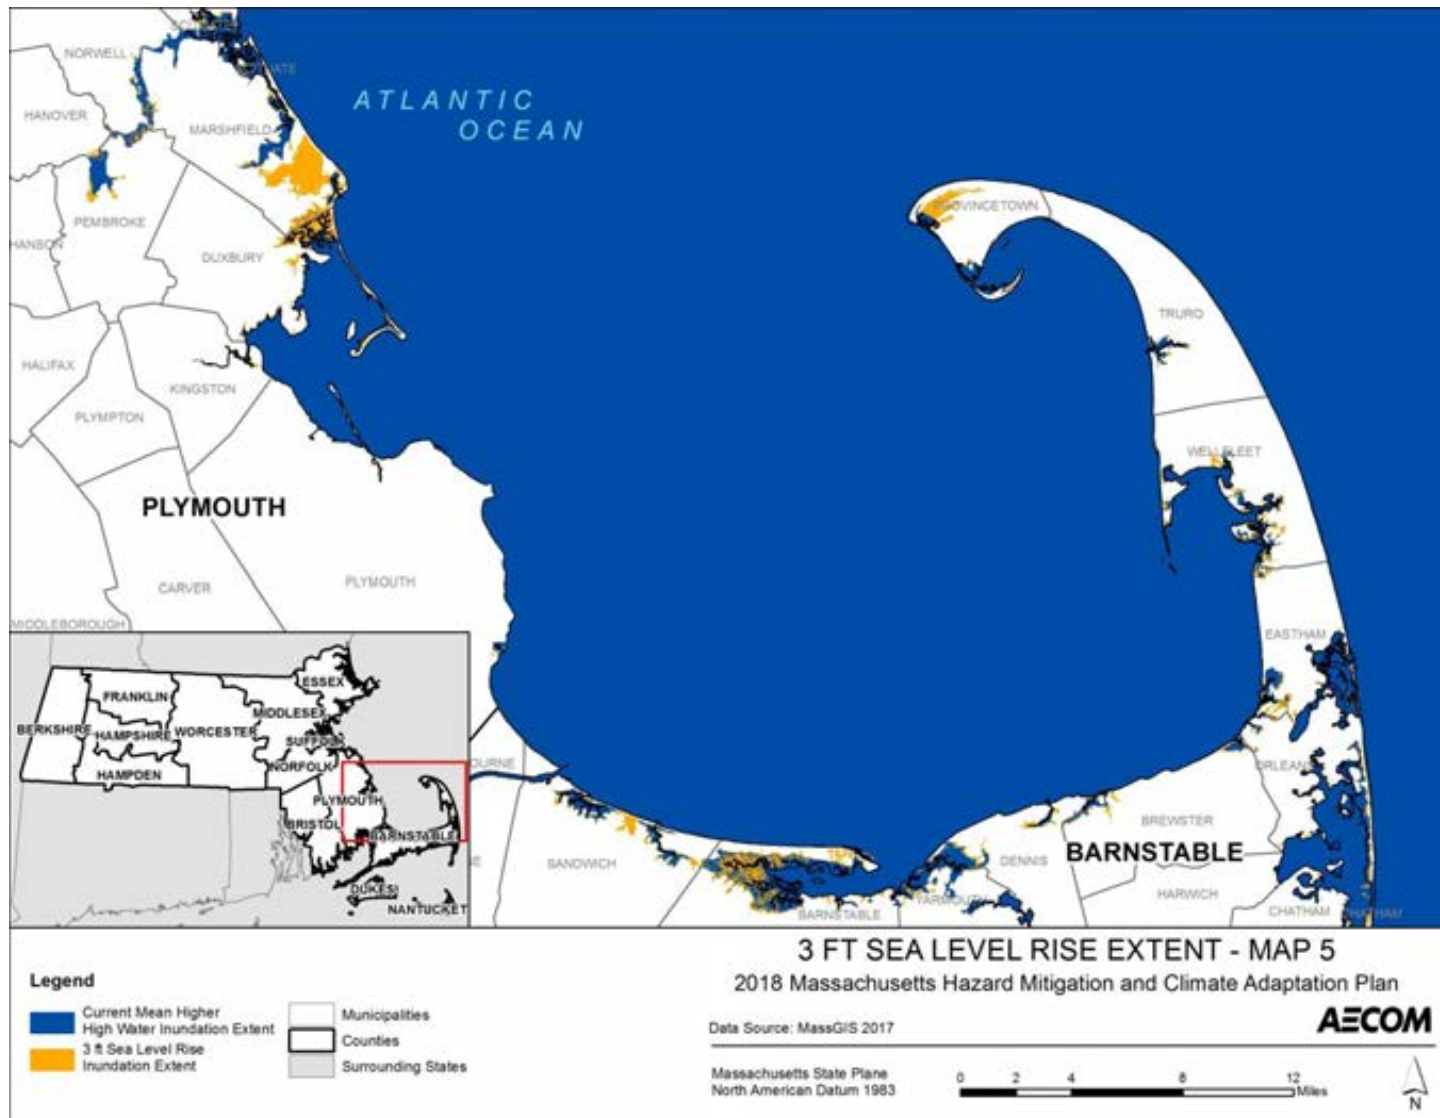 NORWELL
HANOVER
MARSHFIELD
ATLANTIC
OCEAN
PEMBROKE
HANSON
DUXBURY
PROVINCETOWN
TRURO
HALIFAX
KINGSTON
PLYMPTON
WELLFLEET
PLYMOUTH
CARVER
PLYMOUTH
MIDDLEBOROUGH
EASTHAM
ESSEX
FRANKLIN
MIDDLESEX
BERKSHIRE
HAMPSHIRE
WORCESTER
SUFFOLK
NORFOLK
HAMPDEN
PLYMOUTH
BRISTOL
BARNSTABLE
DUKES
NANTUCKET
OURNE
ORLEANS
BREWSTER
SANDWICH
DENNIS
BARNSTABLE
HARWICH
YARMOUTH
BARNSTABLE
CHATHAM
CHATHAM
3 FT SEA LEVEL RISE EXTENT - MAP 5
2018 Massachusetts Hazard Mitigation and Climate Adaptation Plan
Legend
Current Mean Higher
High Water Inundation Extent
3 ft Sea Level Rise
Inundation Extent
Municipalities
Counties
Surrounding States
Data Source: MassGIS 2017
AECOM
Massachusetts State Plane
North American Datum 1983
0 2 4 8 12
Miles
N